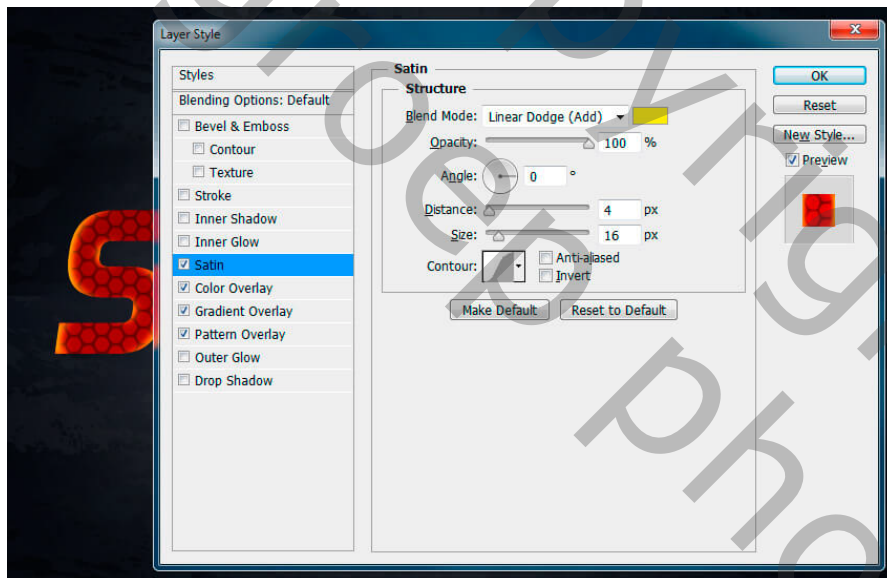 Layer Style
Styles
Blending Options: Default
Bevel & Emboss
Contour
Texture
Stroke
Inner Shadow
Inner Glow
Satin
Color Overlay
Gradient Overlay
Pattern Overlay
Outer Glow
Drop Shadow
Satin
Structure
Blend Mode: Linear Dodge (Add)
Opacity: 100 %
Angle: 0 °
Distance: 4 px
Size: 16 px
Contour: Anti-aliased
Invert
Make Default Reset to Default
OK
Reset
New Style...
Preview
S